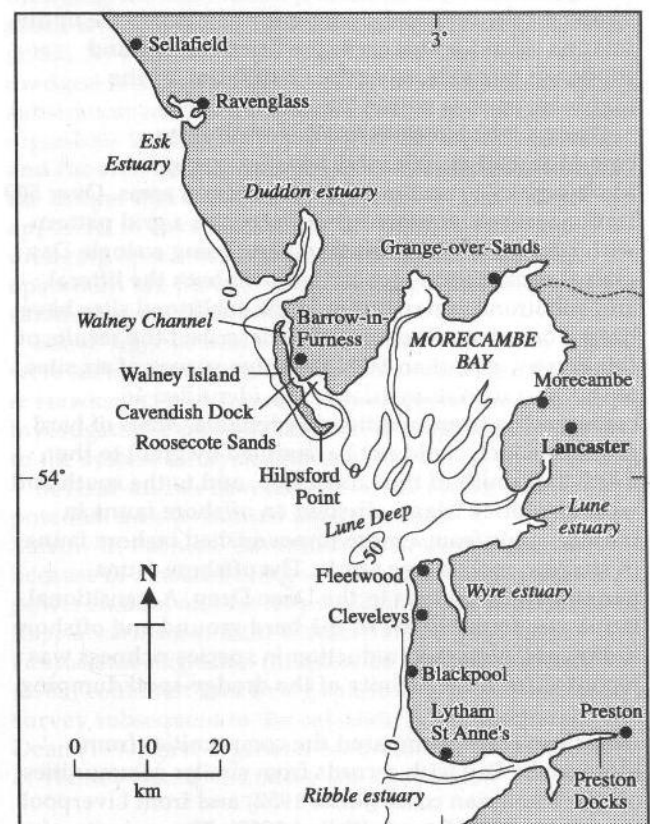 3°
Sellafield
Ravenglass
Esk
Estuary
Duddon estuary
Grange-over-Sands
Walney Channel
Barrow-in-
Furness
MORECAMBE
BAY
Walney Island
Morecambe
Cavendish Dock
Roosecote Sands
Lancaster
Hilpsford
Point
54°
Lune Deep
Lune
estuary
50
Fleetwood
Wyre estuary
N
Cleveleys
Blackpool
Lytham
St Anne's
Preston
0 10 20
km
Ribble estuary
Preston
Docks